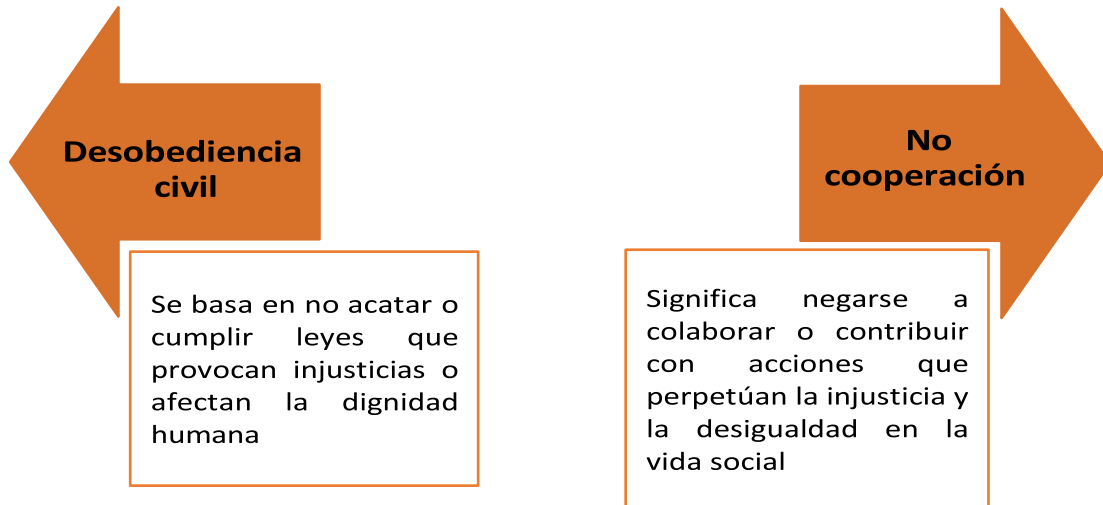 Desobediencia
civil
Se basa en no acatar o
cumplir leyes que
provocan injusticias o
afectan la dignidad
humana
No
cooperación
Significa negarse a
colaborar o contribuir
con acciones que
perpetúan la injusticia y
la desigualdad en la
vida social